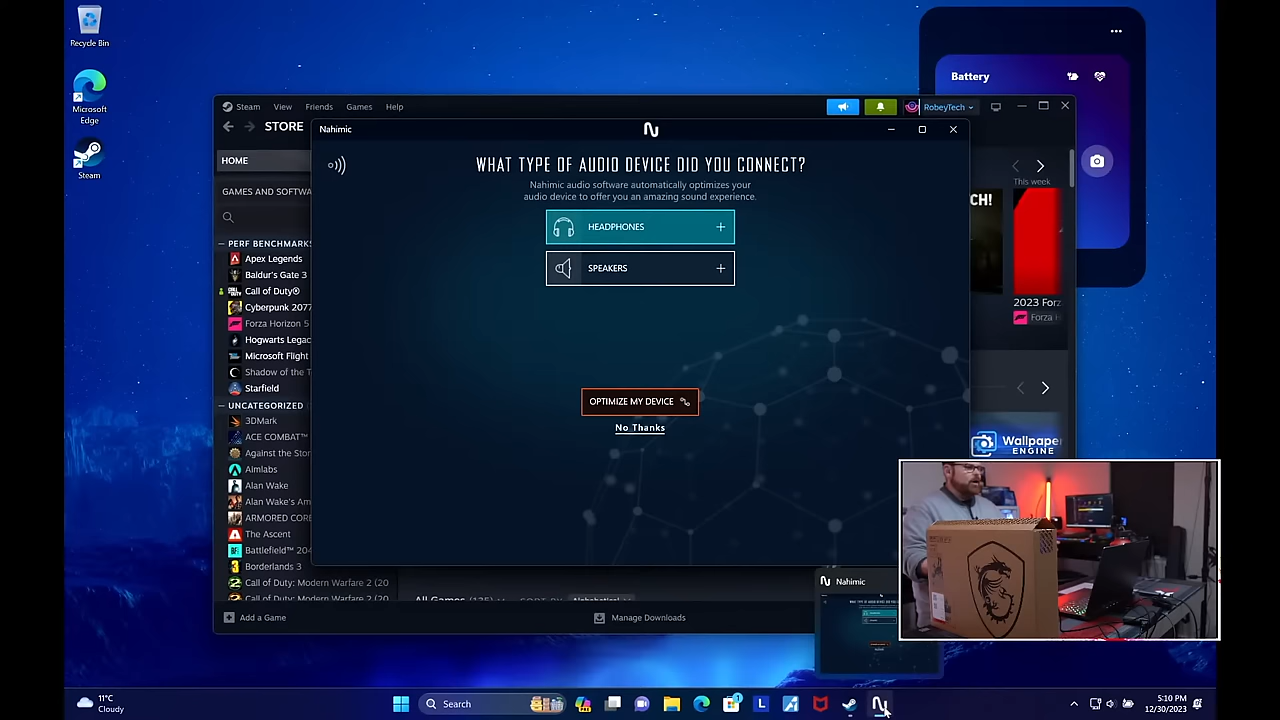 Recycle Bin
Microsoft
Edge
Steam
Battery
Steam View Friends Games Help
RobeyTech
STORE
Nahimic
HOME
WHAT TYPE OF AUDIO DEVICE DID YOU CONNECT?
Nahimic audio software automatically optimizes your
audio device to offer you an amazing sound experience.
This week
GAMES AND SOFTWA
CH!
HEADPHONES
SPEAKERS
PERF BENCHMARKS
Apex Legends
Baldur's Gate 3
Call of Duty®
Cyberpunk 2077
Forza Horizon 5
Hogwarts Legac
Microsoft Flight
Shadow of the T
Starfield
2023 Forz
Forza H
UNCATEGORIZED
3DMark
ACE COMBAT™
Against the Stor
Aimlabs
Alan Wake
Alan Wake's Am
ARMORED CORE
The Ascent
Battlefield™ 204
Borderlands 3
Call of Duty: Modern Warfare 2 (20
Call of Duty: Modern Warfare 2 (20
OPTIMIZE MY DEVICE
No Thanks
Wallpaper
ENGINE
Nahimic
Add a Game
Manage Downloads
11°C
Cloudy
Search
5:10 PM
12/30/2023